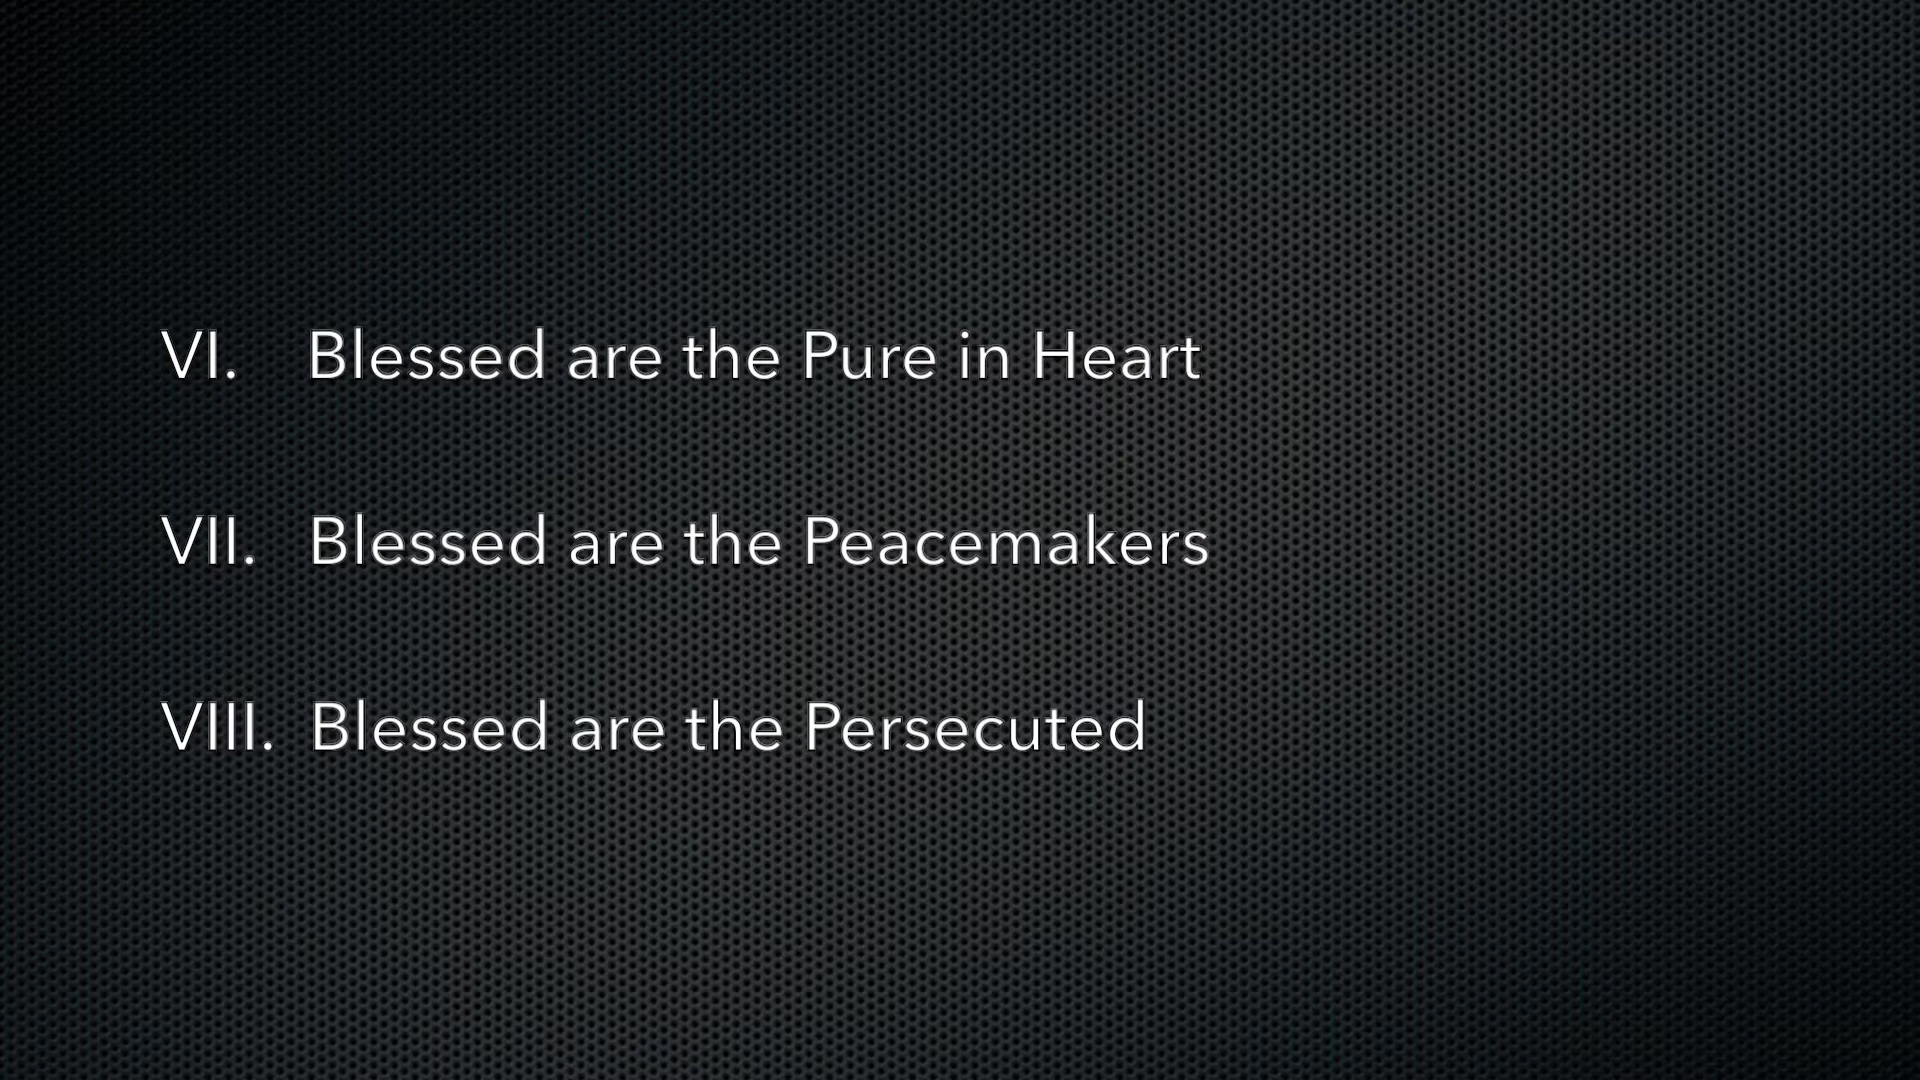 VI. Blessed are the Pure in Heart
VII. Blessed are the Peacemakers
VIII. Blessed are the Persecuted